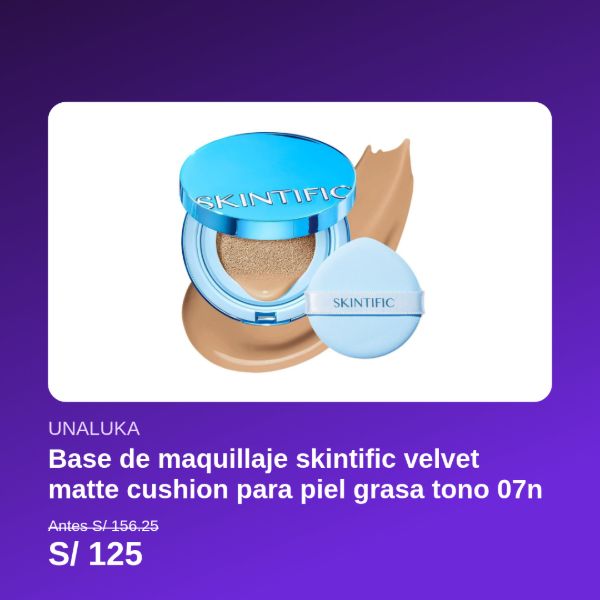 SKINTIFIC
SKINTIFIC
UNALUKA
Base de maquillaje skintific velvet
matte cushion para piel grasa tono 07n
Antes S/ 156.25
S/ 125